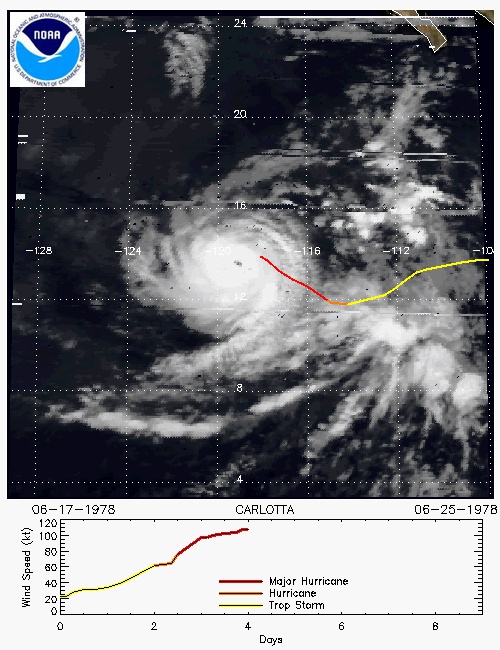 NOAA
NATIONAL OCEANIC AND ATMOSPHERIC ADMINISTRATION
U.S. DEPARTMENT OF COMMERCE
24
20
16
-128 -124 -120 -116 -112 -10
12
8
4
06-17-1978 CARLOTTA 06-25-1978
Wind Speed (kt)
120
100
80
60
40
20
0
Major Hurricane
Hurricane
Trop Storm
0 2 4 6 8
Days